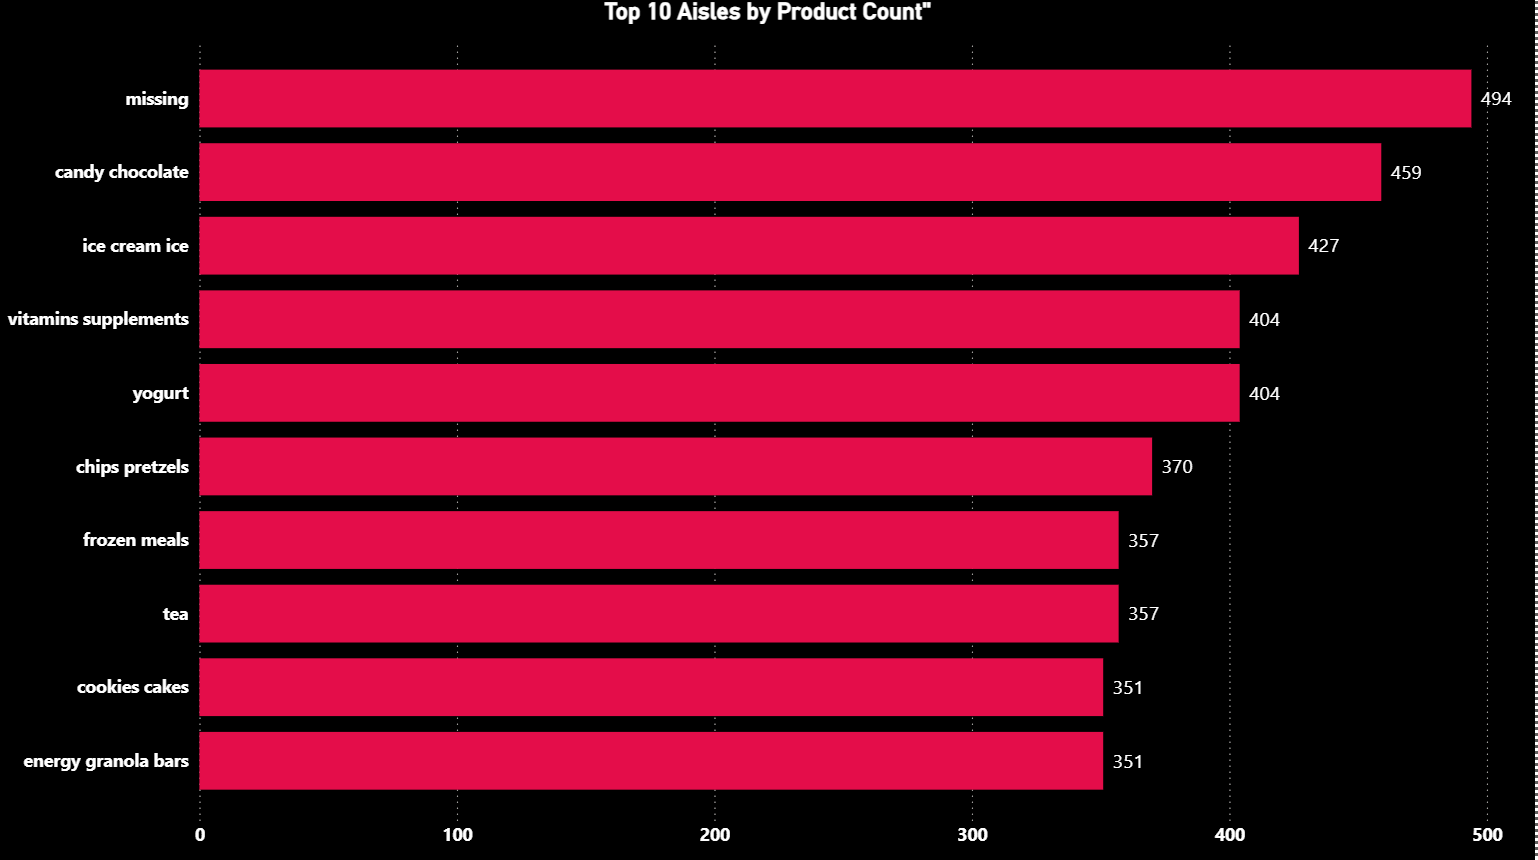 Top 10 Aisles by Product Count"
missing 494
candy chocolate 459
ice cream ice 427
vitamins supplements 404
yogurt 404
chips pretzels 370
frozen meals 357
tea 357
cookies cakes 351
energy granola bars 351
0 100 200 300 400 500